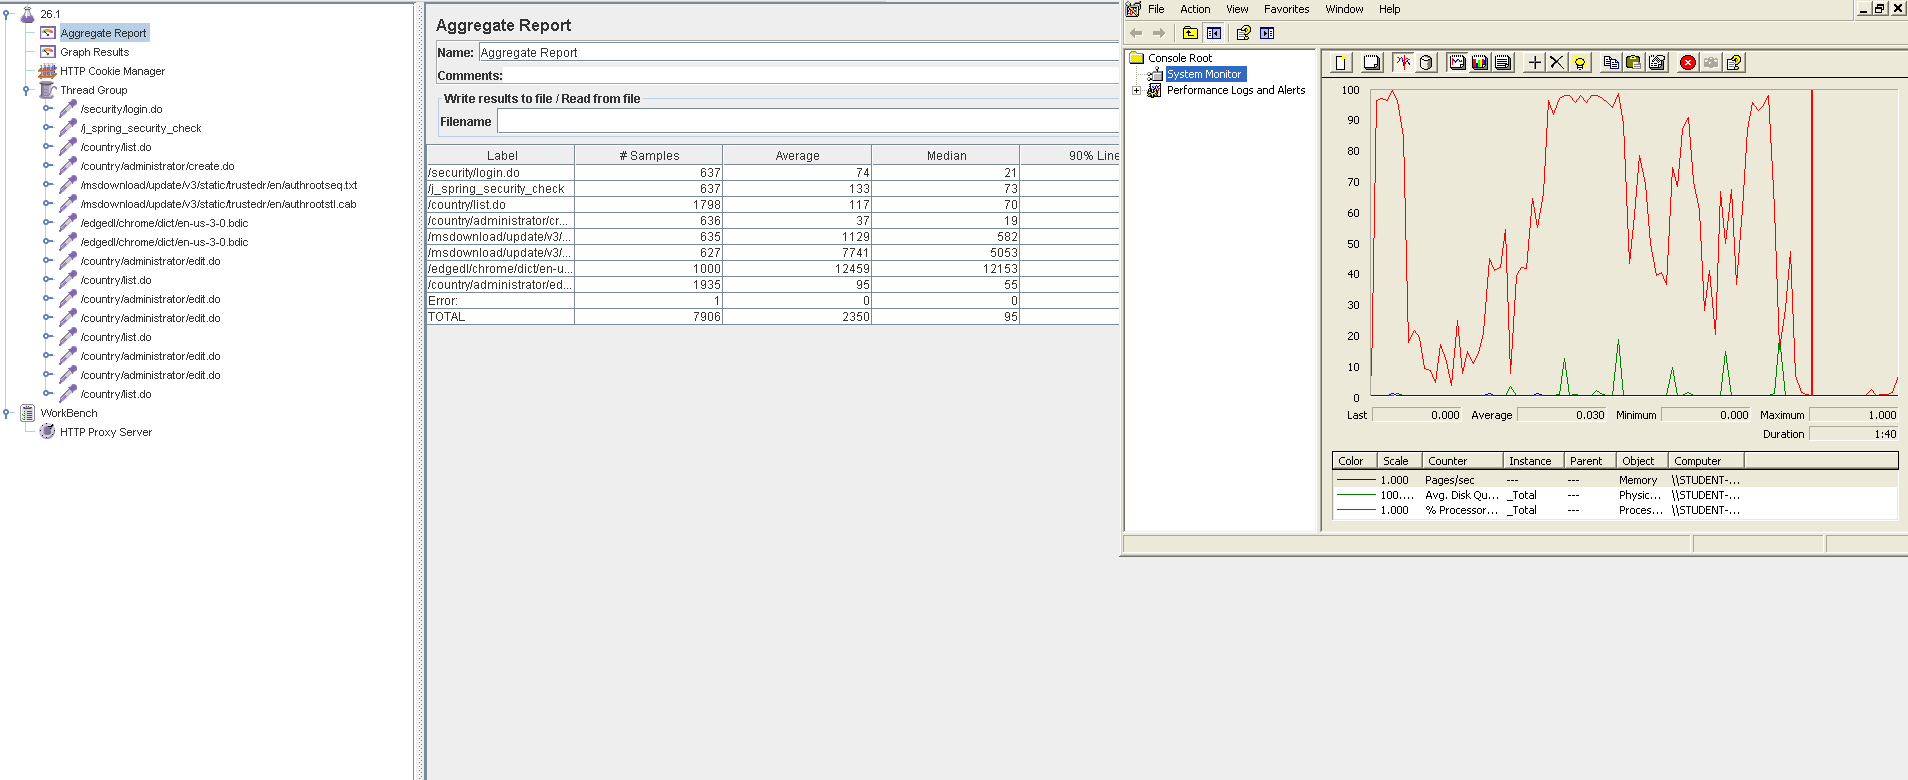 26.1
Aggregate Report
Graph Results
HTTP Cookie Manager
Thread Group
/security/login.do
/j_spring_security_check
/country/list.do
/country/administrator/create.do
/msdownload/update/v3/static/trustedr/en/authrootseq.txt
/msdownload/update/v3/static/trustedr/en/authrootstl.cab
/edgedl/chrome/dict/en-us-3-0.bdic
/edgedl/chrome/dict/en-us-3-0.bdic
/country/administrator/edit.do
/country/list.do
/country/administrator/edit.do
/country/administrator/edit.do
/country/list.do
/country/administrator/edit.do
/country/administrator/edit.do
/country/list.do
WorkBench
HTTP Proxy Server
Aggregate Report
Name: Aggregate Report
Comments:
Write results to file / Read from file
Filename
Label # Samples Average Median 90% Line
/security/login.do 637 74 21
/j_spring_security_check 637 133 73
/country/list.do 1798 117 70
/country/administrator/cr... 636 37 19
/msdownload/update/v3/... 635 1129 582
/msdownload/update/v3/... 627 7741 5053
/edgedl/chrome/dict/en-u... 1000 12459 12153
/country/administrator/ed... 1935 95 55
Error: 1 0 0
TOTAL 7906 2350 95
File Action View Favorites Window Help
Console Root
System Monitor
Performance Logs and Alerts
100
90
80
70
60
50
40
30
20
10
0
Last 0.000 Average 0.030 Minimum 0.000 Maximum 1.000
Duration 1:40
Color Scale Counter Instance Parent Object Computer
1.000 Pages/sec --- --- Memory \\STUDENT-...
100.... Avg. Disk Qu... _Total --- Physic... \\STUDENT-...
1.000 % Processor... _Total --- Proces... \\STUDENT-...